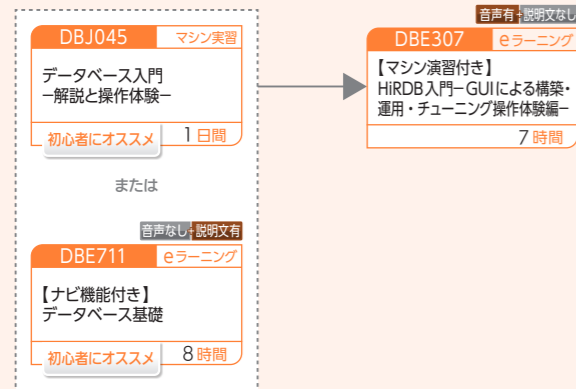 DBJ045 マシン実習
データベース入門
−解説と操作体験−
初心者にオススメ 1日間
または
音声なし+説明文有
DBE711 eラーニング
【ナビ機能付き】
データベース基礎
初心者にオススメ 8時間
音声有+説明文なし
DBE307 eラーニング
【マシン演習付き】
HiRDB入門−GUIによる構築・
運用・チューニング操作体験編−
7時間